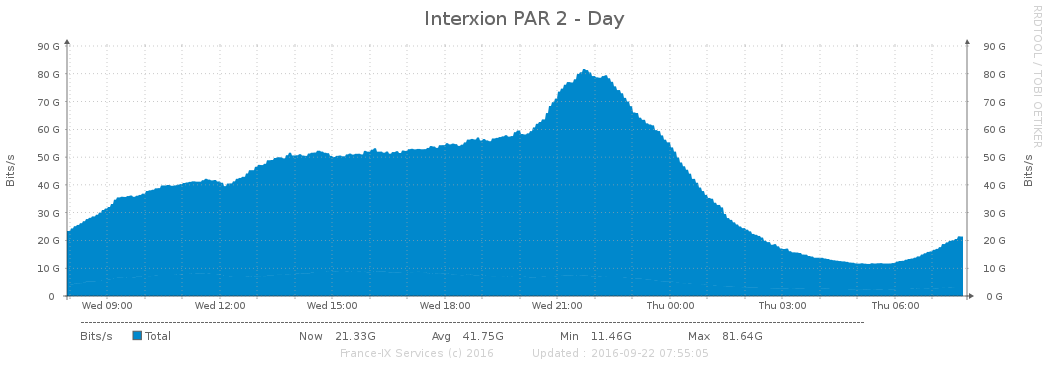 Interxion PAR 2 - Day
RRDTOOL / TOBI OETIKER
90 G 90 G
80 G 80 G
70 G 70 G
60 G 60 G
50 G 50 G
40 G 40 G
30 G 30 G
20 G 20 G
10 G 10 G
0 0 G
Bits/s
Bits/s
Wed 09:00 Wed 12:00 Wed 15:00 Wed 18:00 Wed 21:00 Thu 00:00 Thu 03:00 Thu 06:00
Bits/s Total Now 21.33G Avg 41.75G Min 11.46G Max 81.64G
France-IX Services (c) 2016 Updated : 2016-09-22 07:55:05